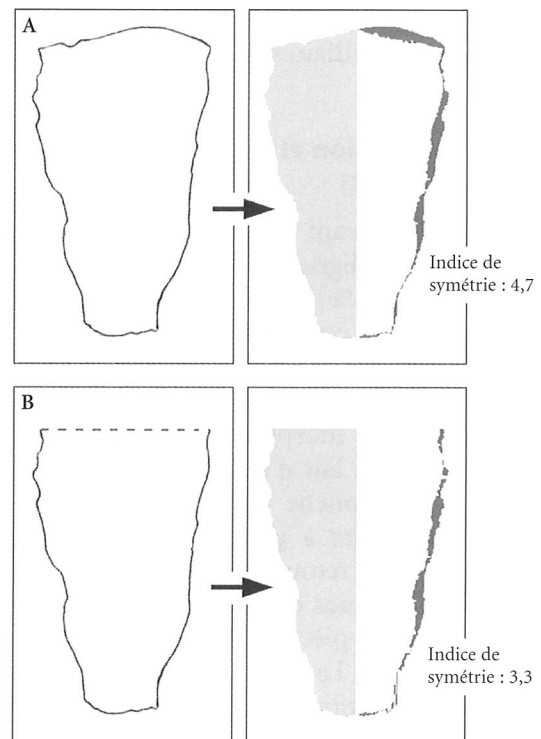 A
Indice de
symétrie : 4,7
B
Indice de
symétrie : 3,3